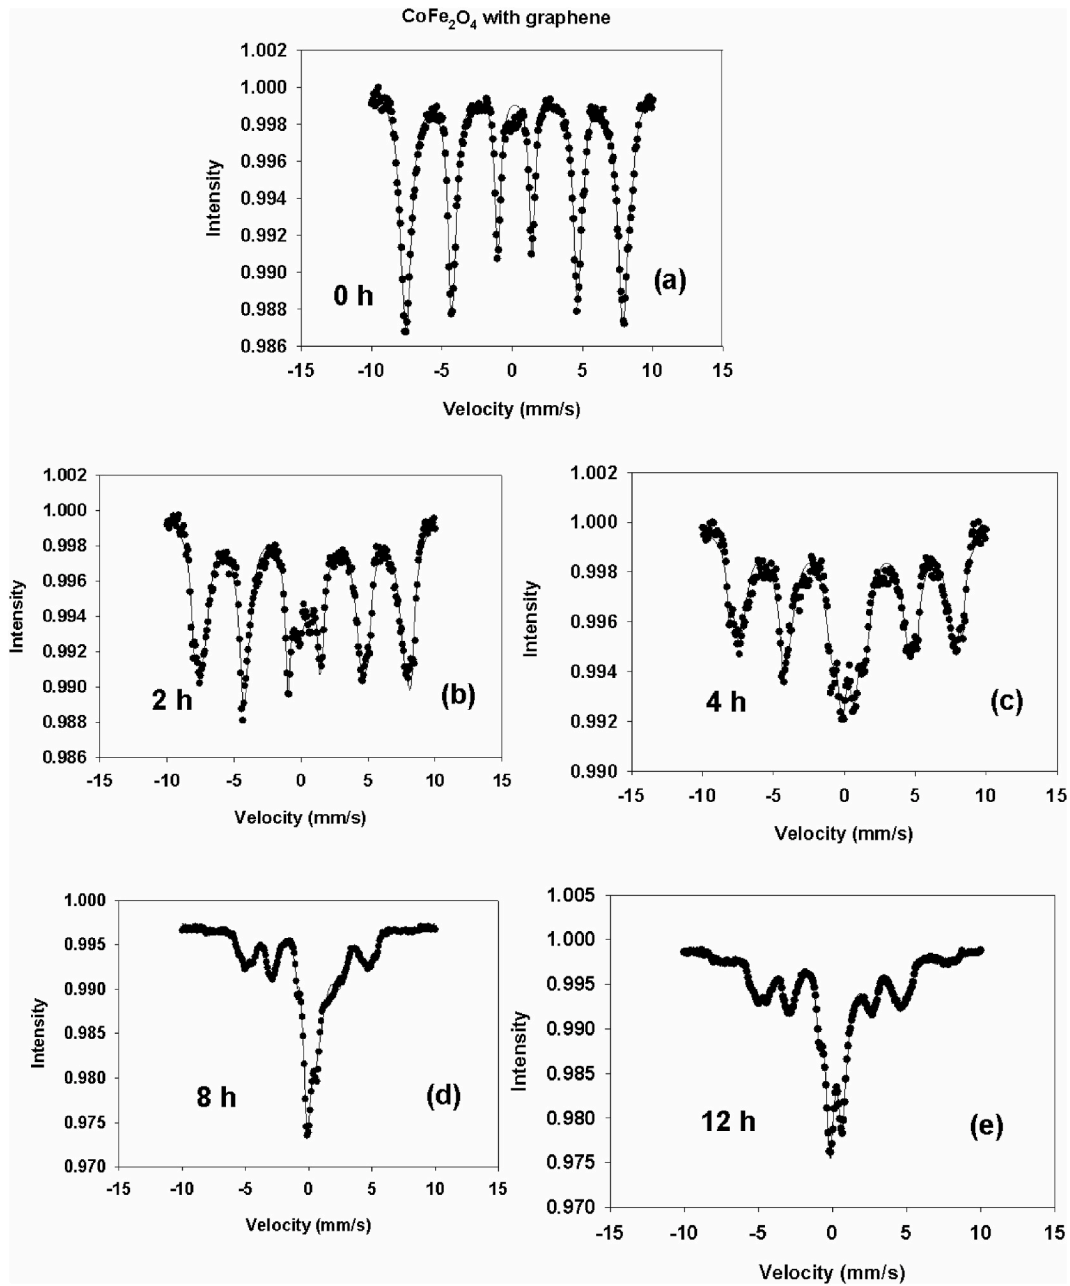 CoFe₂O₄ with graphene
1.002
1.000
0.998
0.996
0.994
0.992
0.990
0.988
0.986
Intensity
0 h
(a)
-15 -10 -5 0 5 10 15
Velocity (mm/s)
1.002
1.000
0.998
0.996
0.994
0.992
0.990
0.988
0.986
Intensity
2 h
(b)
-15 -10 -5 0 5 10 15
Velocity (mm/s)
1.002
1.000
0.998
0.996
0.994
0.992
0.990
Intensity
4 h
(c)
-15 -10 -5 0 5 10 15
Velocity (mm/s)
1.000
0.995
0.990
0.985
0.980
0.975
0.970
Intensity
8 h
(d)
-15 -10 -5 0 5 10 15
Velocity (mm/s)
1.005
1.000
0.995
0.990
0.985
0.980
0.975
0.970
Intensity
12 h
(e)
-15 -10 -5 0 5 10 15
Velocity (mm/s)